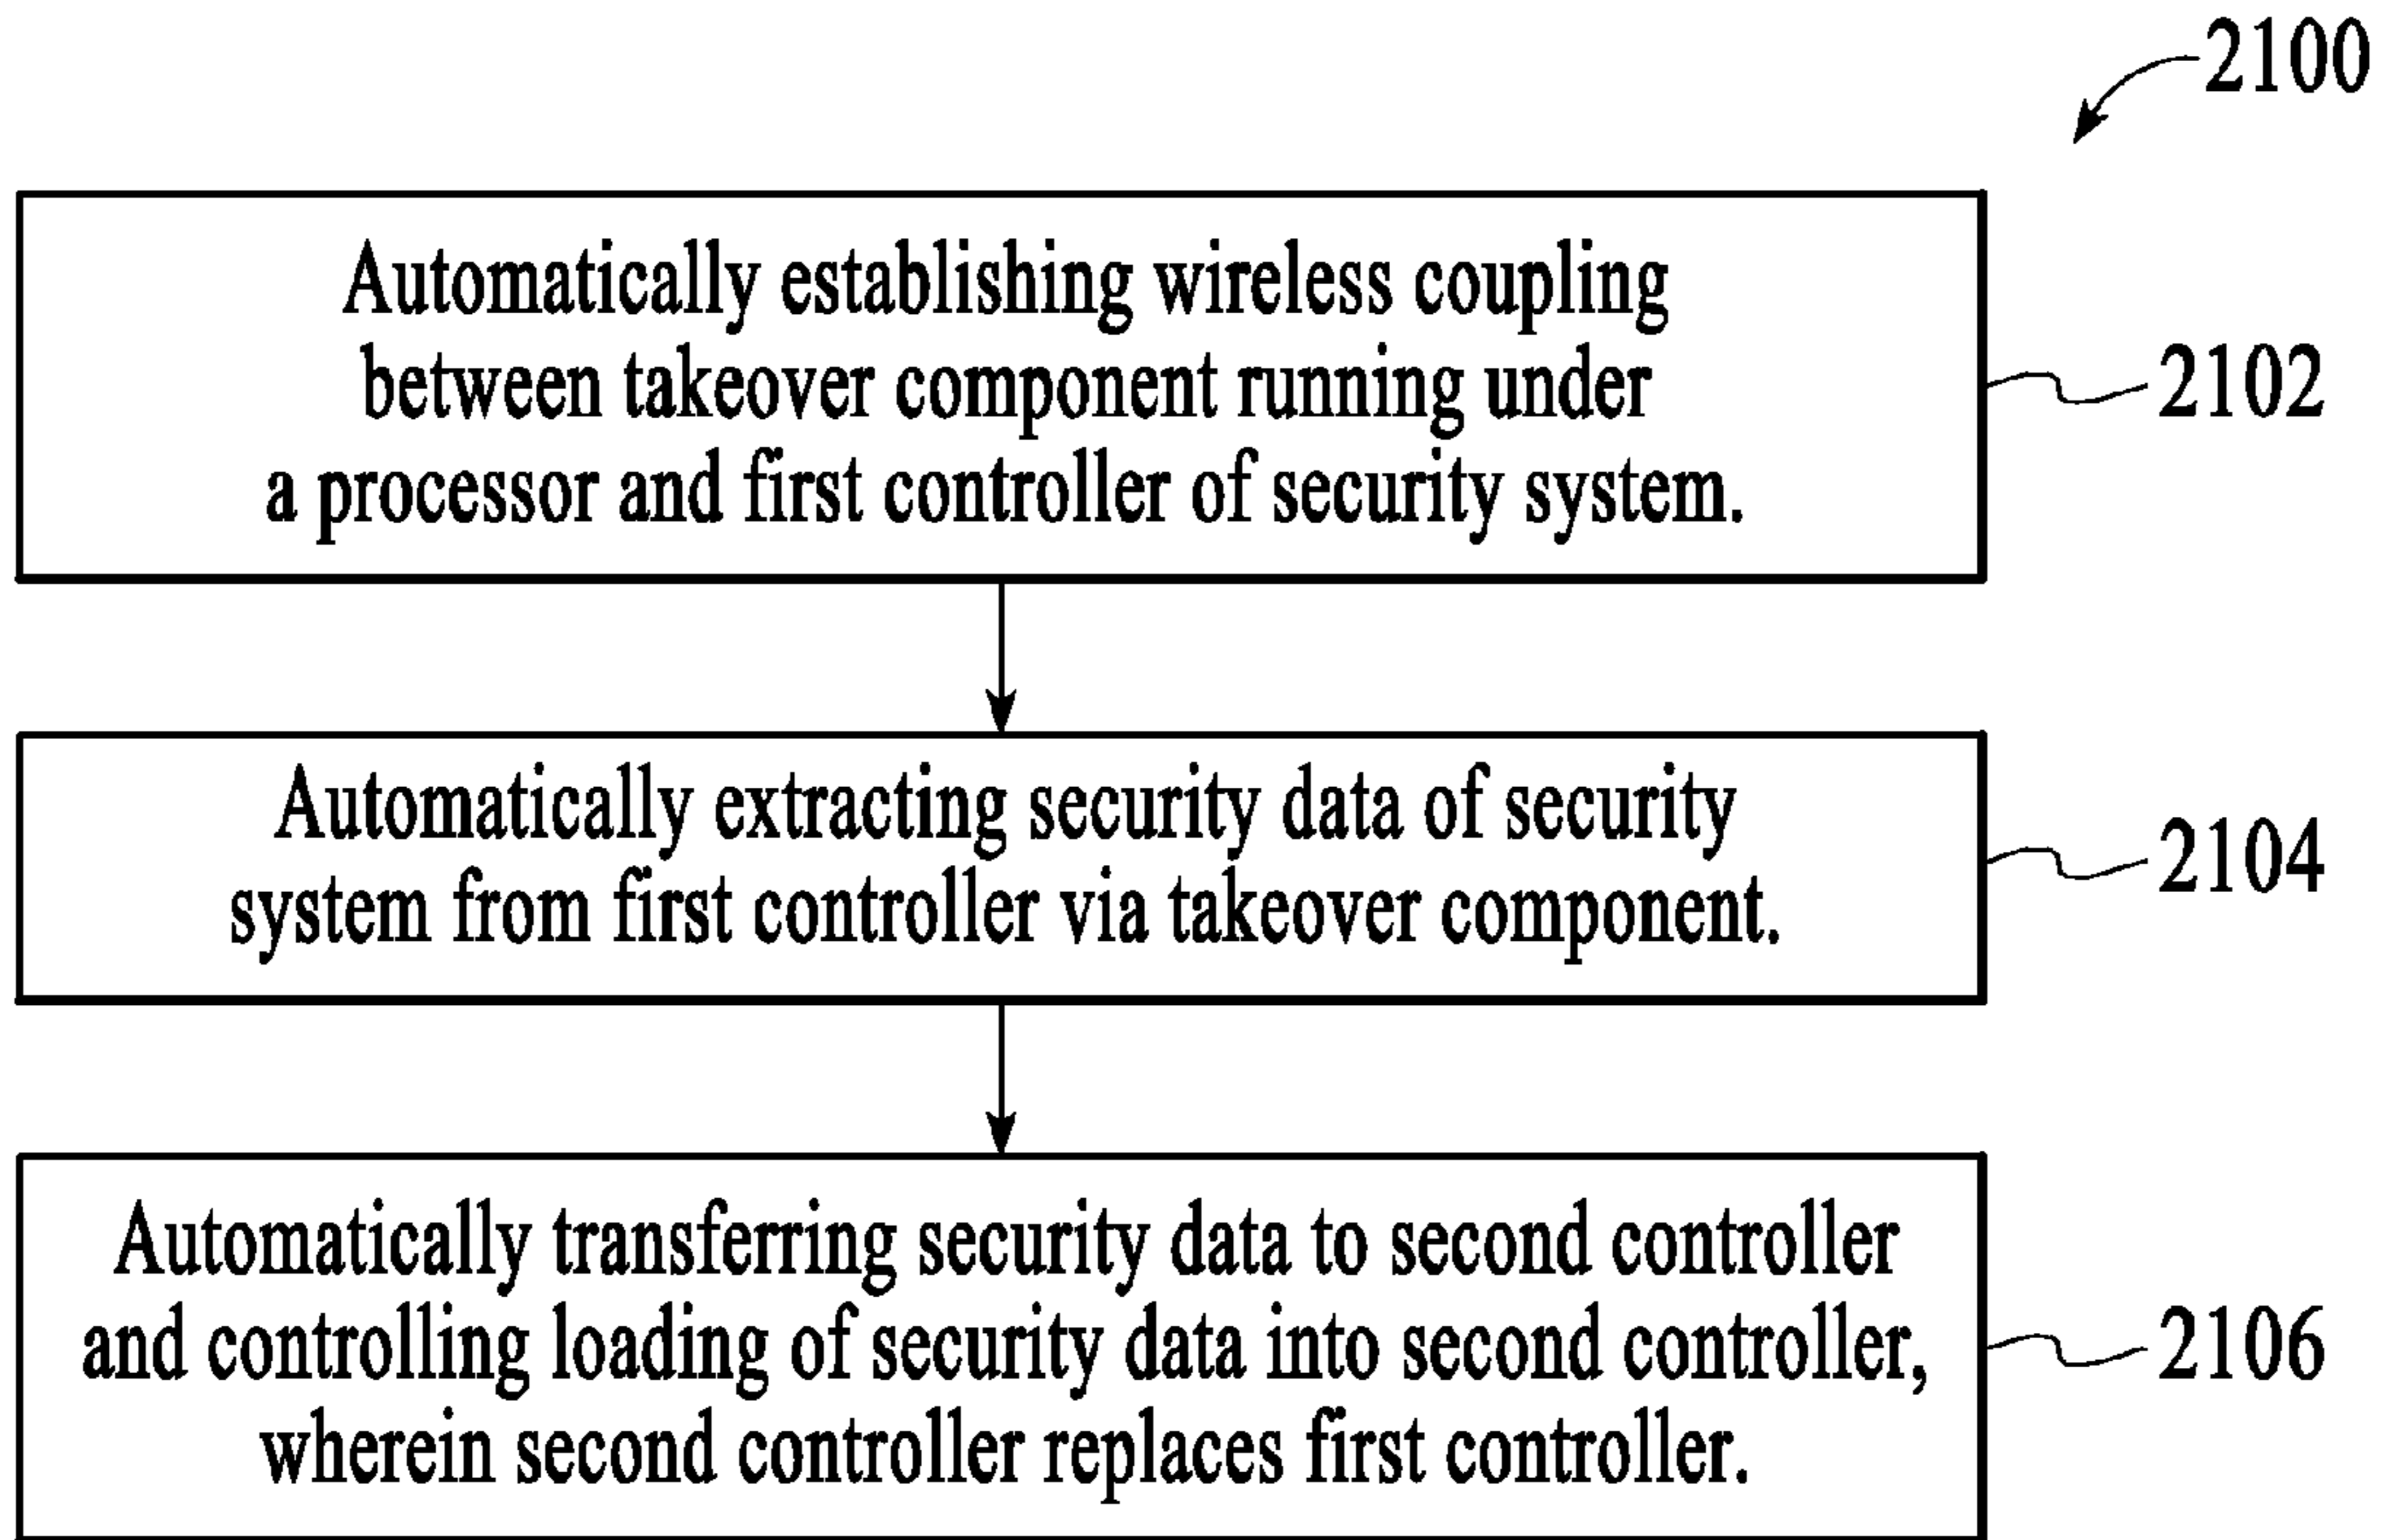 2100
Automatically establishing wireless coupling
between takeover component running under
a processor and first controller of security system.
2102
Automatically extracting security data of security
system from first controller via takeover component.
2104
Automatically transferring security data to second controller
and controlling loading of security data into second controller,
wherein second controller replaces first controller.
2106